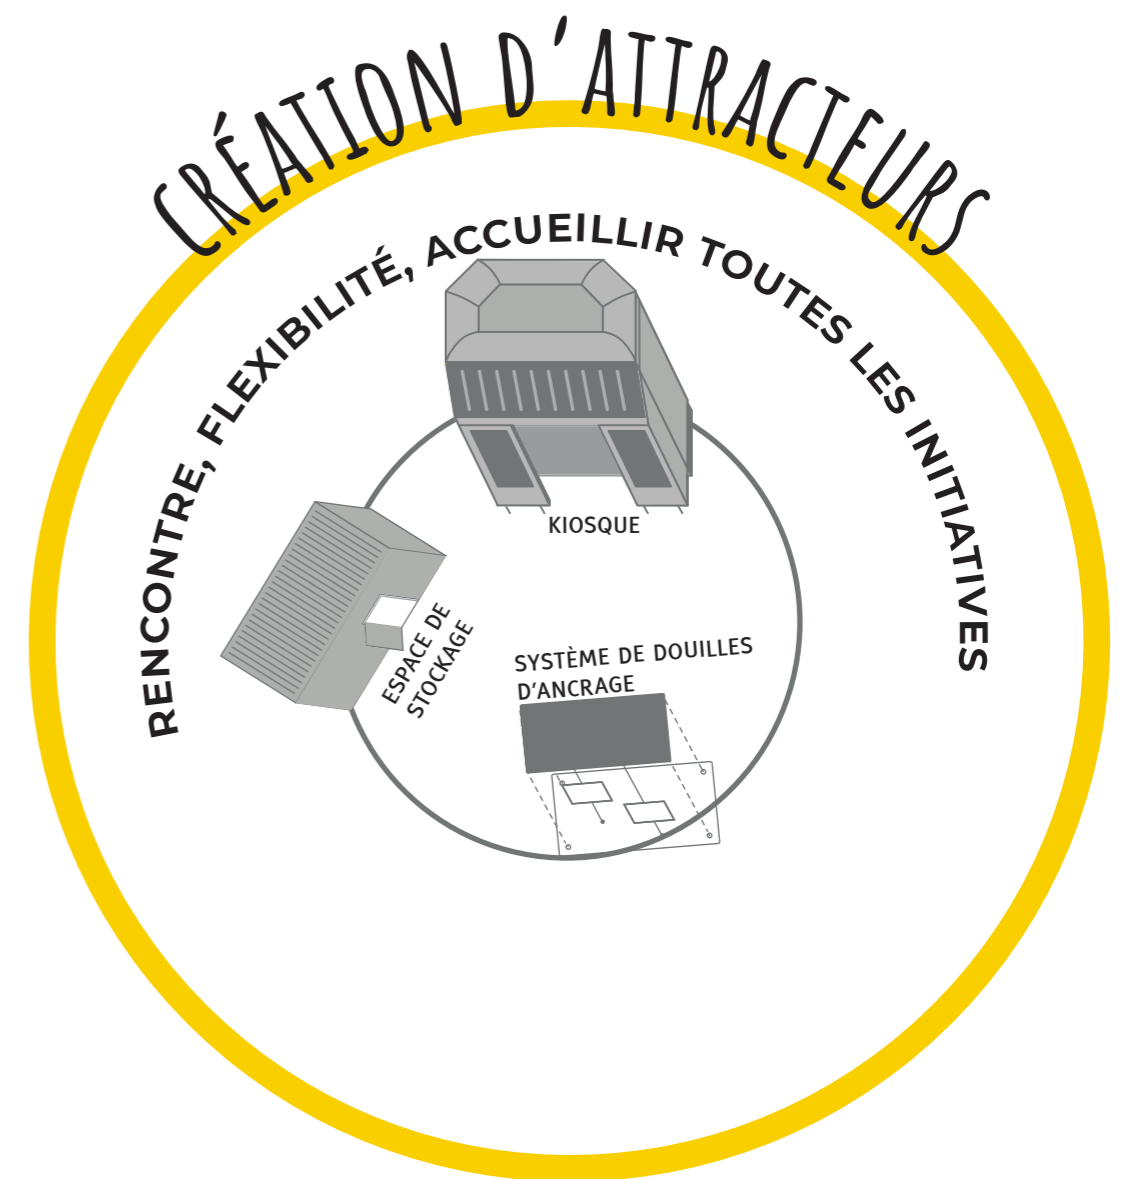 CRÉATION D'ATTRACTEURS
RENCONTRE, FLEXIBILITÉ, ACCUEILLIR TOUTES LES INITIATIVES
KIOSQUE
ESPACE DE
STOCKAGE
SYSTÈME DE DOUILLES
D'ANCRAGE